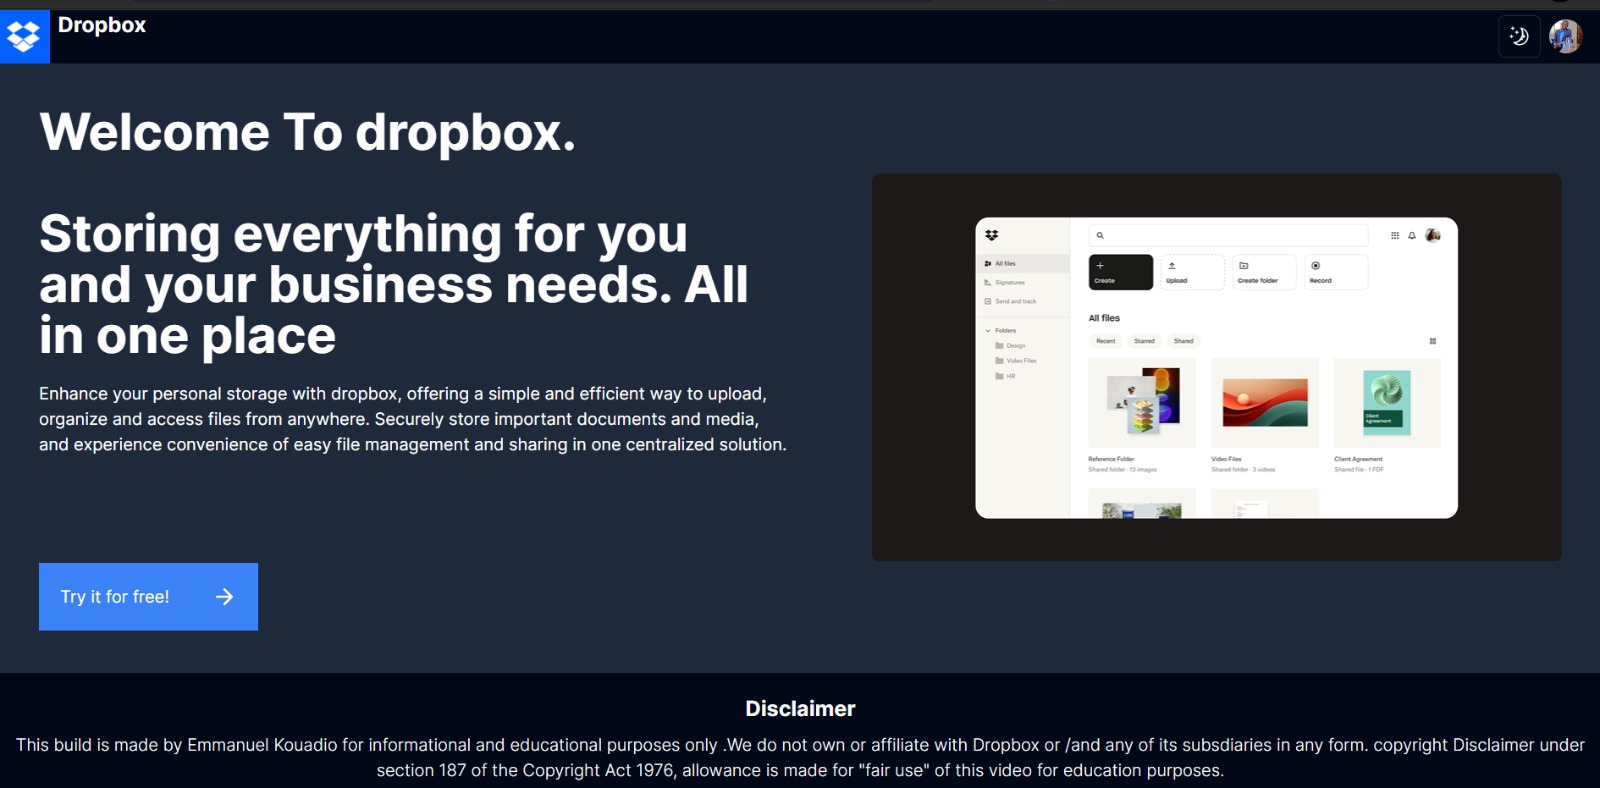 Dropbox
Welcome To dropbox.
Storing everything for you
and your business needs. All
in one place
Enhance your personal storage with dropbox, offering a simple and efficient way to upload,
organize and access files from anywhere. Securely store important documents and media,
and experience convenience of easy file management and sharing in one centralized solution.
Try it for free!
All files
Signatures
Send and track
Folders
Design
Video Files
HR
Create
Upload
Create folder
Record
All files
Recent
Starred
Shared
Client
Agreement
Reference Folder
Shared folder · 13 images
Video Files
Shared folder · 3 videos
Client Agreement
Shared file · 1 PDF
Disclaimer
This build is made by Emmanuel Kouadio for informational and educational purposes only .We do not own or affiliate with Dropbox or /and any of its subsdiaries in any form. copyright Disclaimer under
section 187 of the Copyright Act 1976, allowance is made for "fair use" of this video for education purposes.